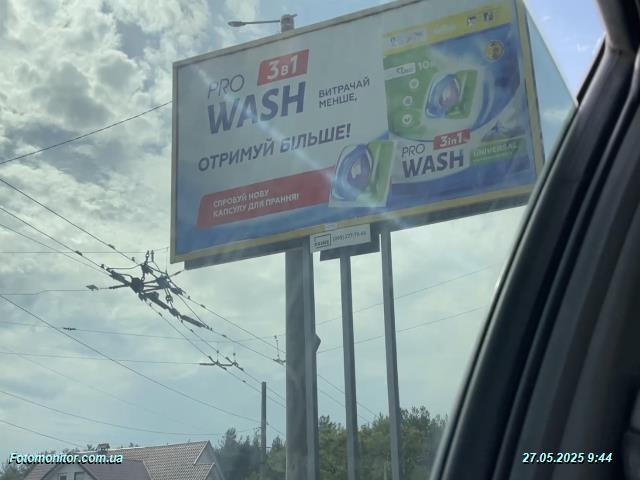 PRO
3в1
WASH
ВИТРАЧАЙ
МЕНШЕ,
ОТРИМУЙ БІЛЬШЕ!
СПРОБУЙ НОВУ
КАПСУЛУ ДЛЯ ПРАННЯ!
PRO
3in1
WASH
UNIVERSAL
Fotomonitor.com.ua
27.05.2025 9:44